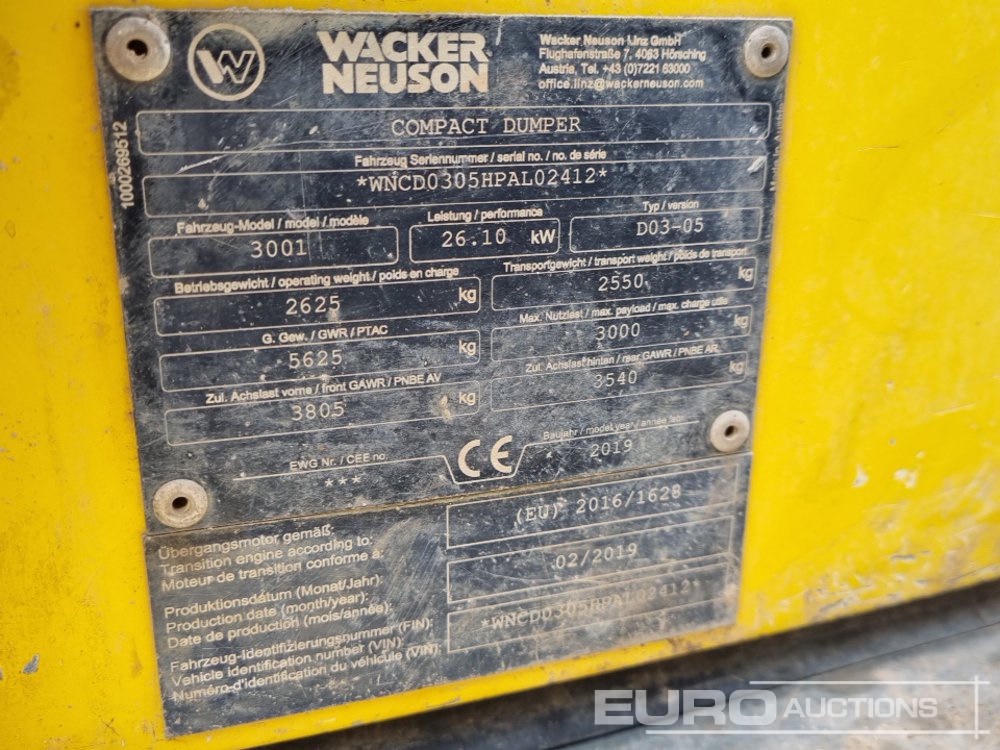 W
WACKER
NEUSON
Wacker Neuson Linz GmbH
Flughafenstraße 7, 4063 Hörsching
Austria, Tel. +43 (0)7221 63000
office.linz@wackerneuson.com
1000269512
COMPACT DUMPER
Fahrzeug Seriennummer / serial no. / no. de série
*WNCD0305HPAL02412*
Fahrzeug-Model / model / modèle
3001
Leistung / performance
26.10 kW
Typ / version
D03-05
Betriebsgewicht / operating weight / poids en charge
2625 kg
Transportgewicht / transport weight / poids de transport
2550 kg
G. Gew. / GWR / PTAC
5625 kg
Max. Nutzlast / max. payload / max. charge utile
3000 kg
Zul. Achslast vorne / front GAWR / PNBE AV
3805 kg
Zul. Achslast hinten / rear GAWR / PNBE AR
3540 kg
EWG Nr. / CEE no.
***
CE
Baujahr / model year / année fabr.
2019
Übergangsmotor gemäß:
Transition engine according to:
Moteur de transition conforme à:
(EU) 2016/1628
Produktionsdátum (Monat/Jahr):
Production date (month/year):
Date de production (mois/année):
02/2019
Fahrzeug-Identifizierungsnummer (FIN):
Vehicle identification number (VIN):
Numéro d'identification du véhicule (VIN):
*WNCD0305HPAL02412*
EURO AUCTIONS